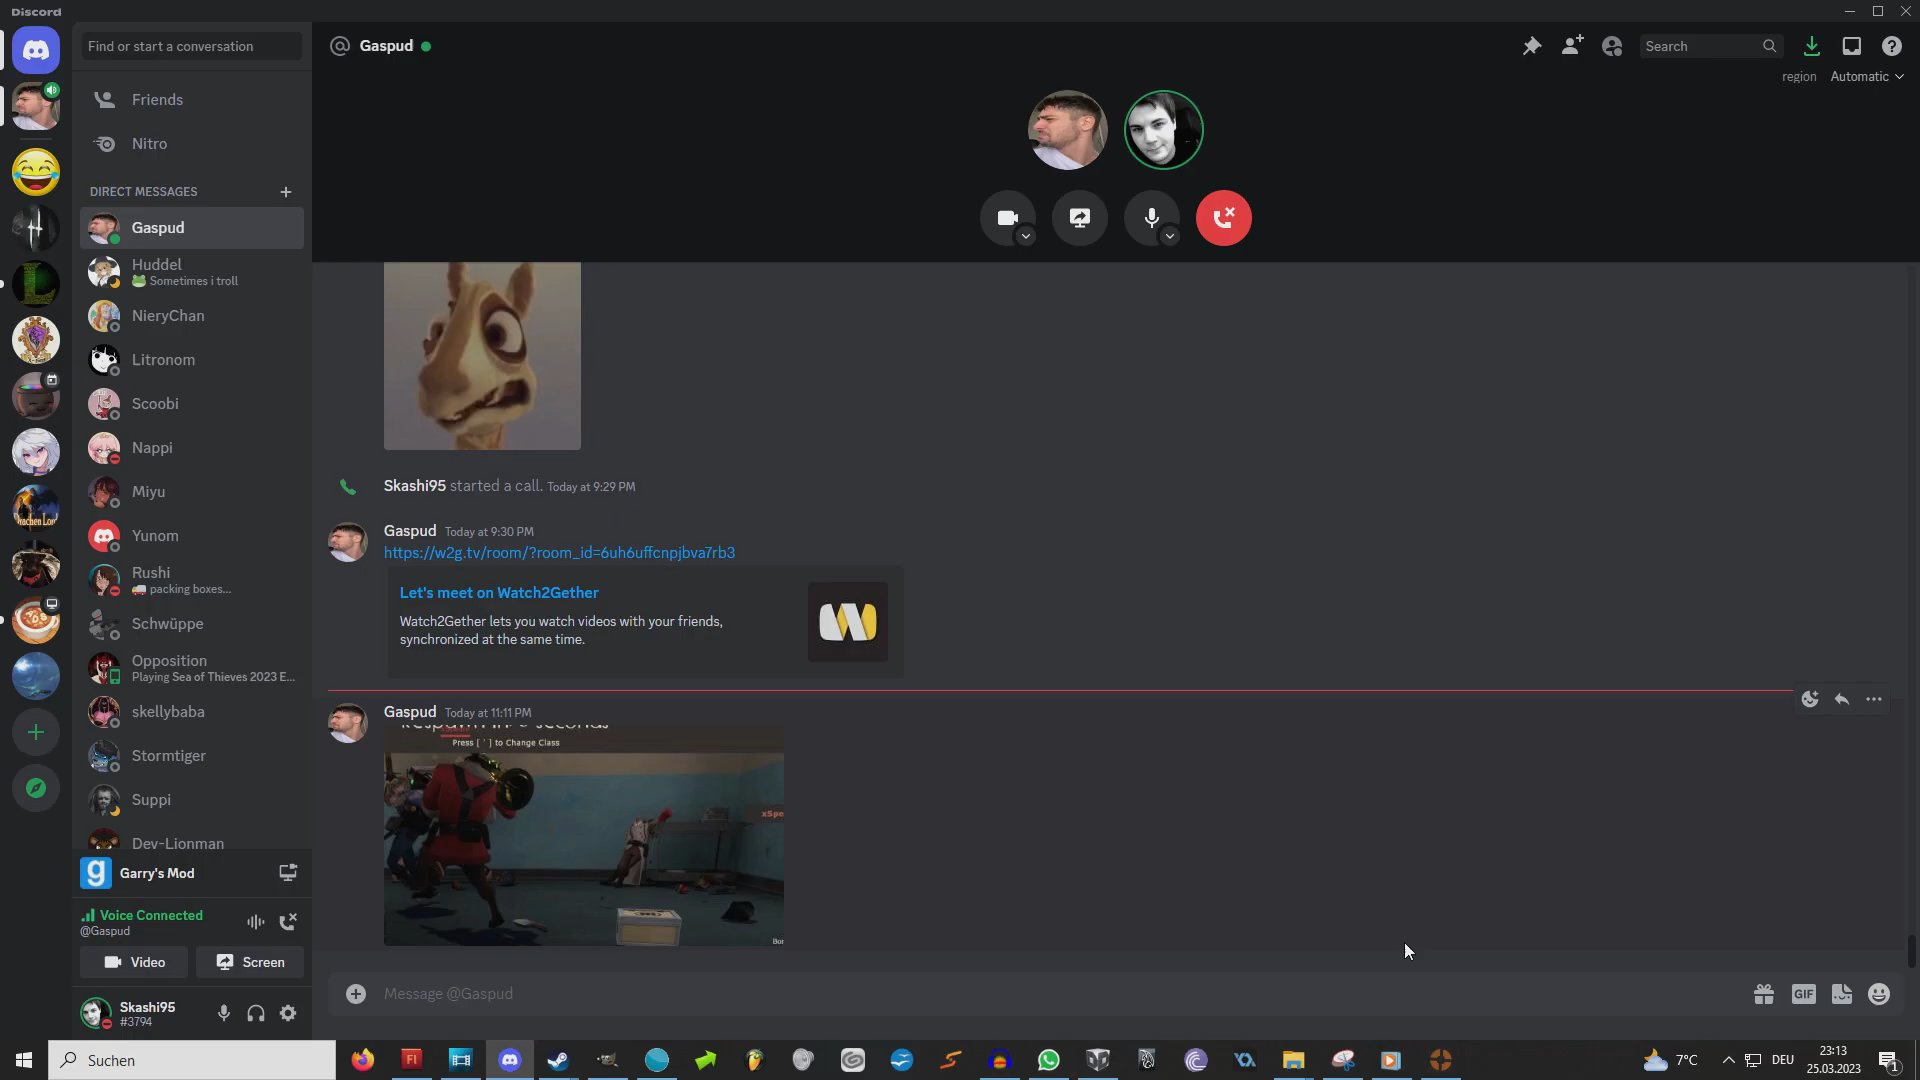 Discord
Find or start a conversation
Friends
Nitro
DIRECT MESSAGES
Gaspud
Huddel
Sometimes i troll
NieryChan
Litronom
Scoobi
Nappi
Miyu
Yunom
Rushi
packing boxes...
Schwüppe
Opposition
Playing Sea of Thieves 2023 E...
skellybaba
Stormtiger
Suppi
Dev-Lionman
Garry's Mod
Voice Connected
@Gaspud
Video
Screen
Skashi95
#3794
Gaspud
Search
region
Automatic
Skashi95 started a call. Today at 9:29 PM
Gaspud Today at 9:30 PM
https://w2g.tv/room/?room_id=6uh6uffcnpjbva7rb3
Let's meet on Watch2Gether
Watch2Gether lets you watch videos with your friends,
synchronized at the same time.
Gaspud Today at 11:11 PM
Press [ ' ] to Change Class
xSpe
Bor
Message @Gaspud
GIF
Suchen
7°C
DEU
23:13
25.03.2023
1